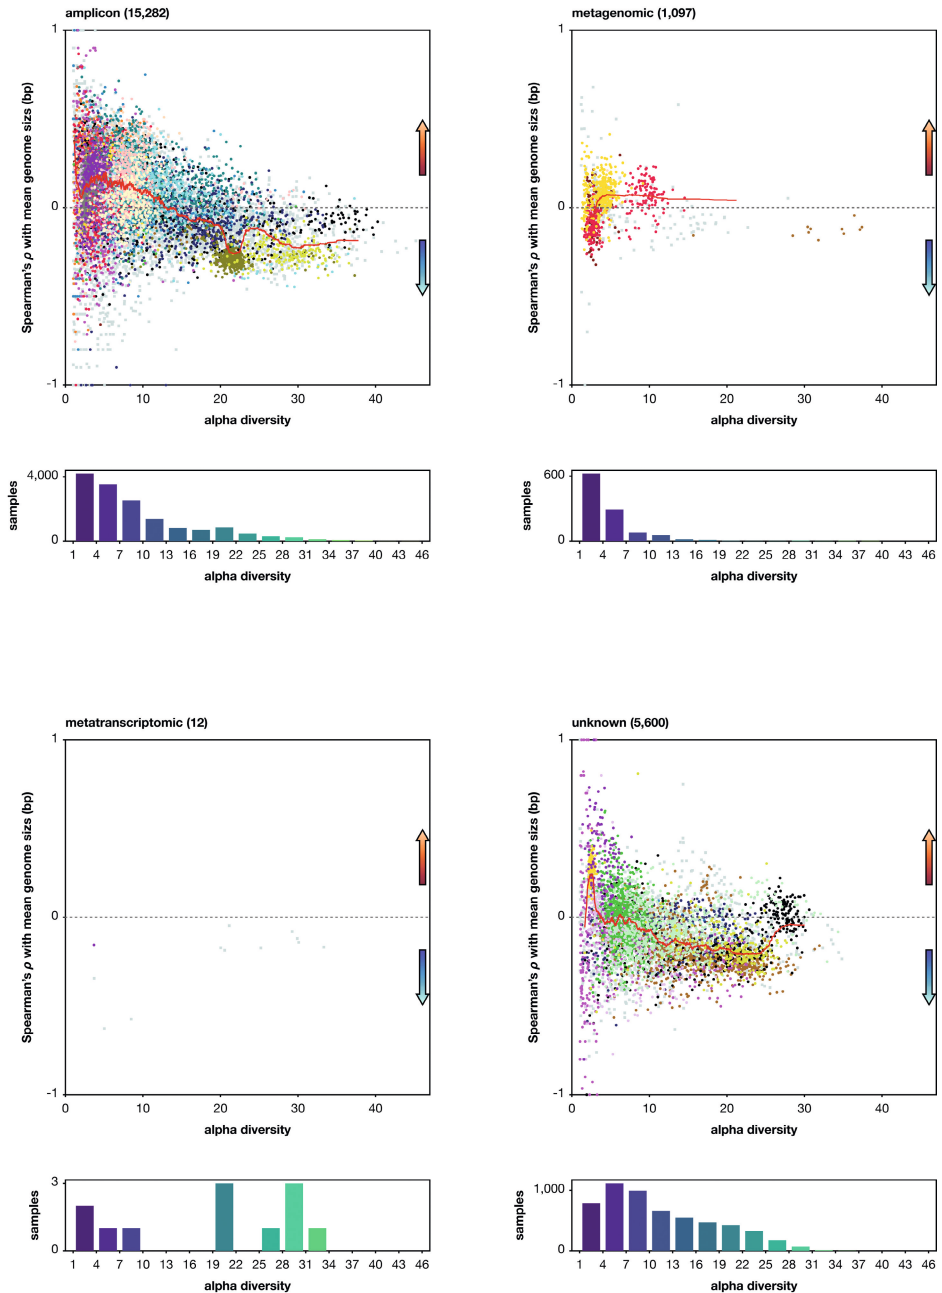 amplicon (15,282)
1
0
-1
Spearman's ρ with mean genome sizs (bp)
0 10 20 30 40
alpha diversity
4,000
0
samples
1 4 7 10 13 16 19 22 25 28 31 34 37 40 43 46
alpha diversity
metagenomic (1,097)
1
0
-1
Spearman's ρ with mean genome sizs (bp)
0 10 20 30 40
alpha diversity
600
0
samples
1 4 7 10 13 16 19 22 25 28 31 34 37 40 43 46
alpha diversity
metatranscriptomic (12)
1
0
-1
Spearman's ρ with mean genome sizs (bp)
0 10 20 30 40
alpha diversity
3
0
samples
1 4 7 10 13 16 19 22 25 28 31 34 37 40 43 46
alpha diversity
unknown (5,600)
1
0
-1
Spearman's ρ with mean genome sizs (bp)
0 10 20 30 40
alpha diversity
1,000
0
samples
1 4 7 10 13 16 19 22 25 28 31 34 37 40 43 46
alpha diversity